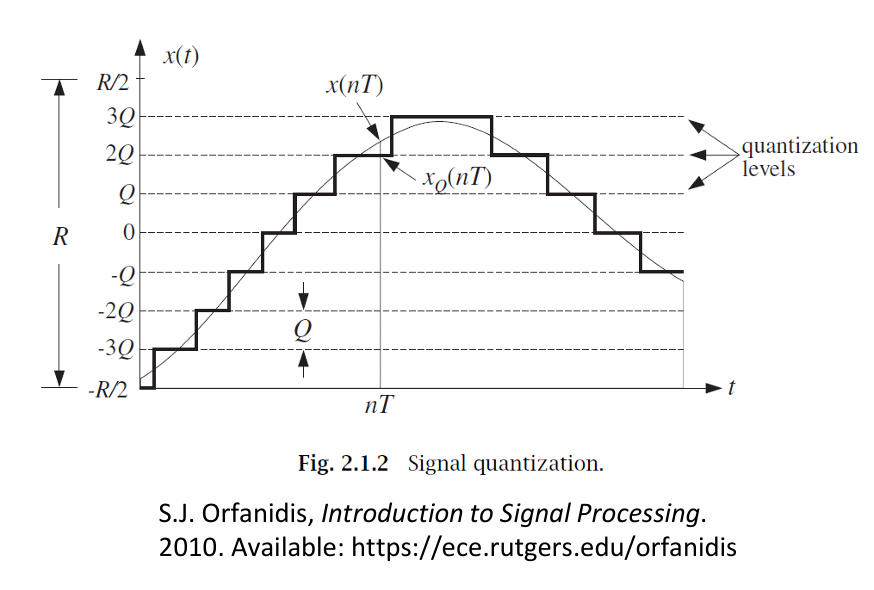 x(t)
R/2
x(nT)
3Q
2Q
quantization
levels
x_Q(nT)
Q
0
R
-Q
-2Q
Q
-3Q
-R/2
t
nT
Fig. 2.1.2 Signal quantization.
S.J. Orfanidis, Introduction to Signal Processing.
2010. Available: https://ece.rutgers.edu/orfanidis